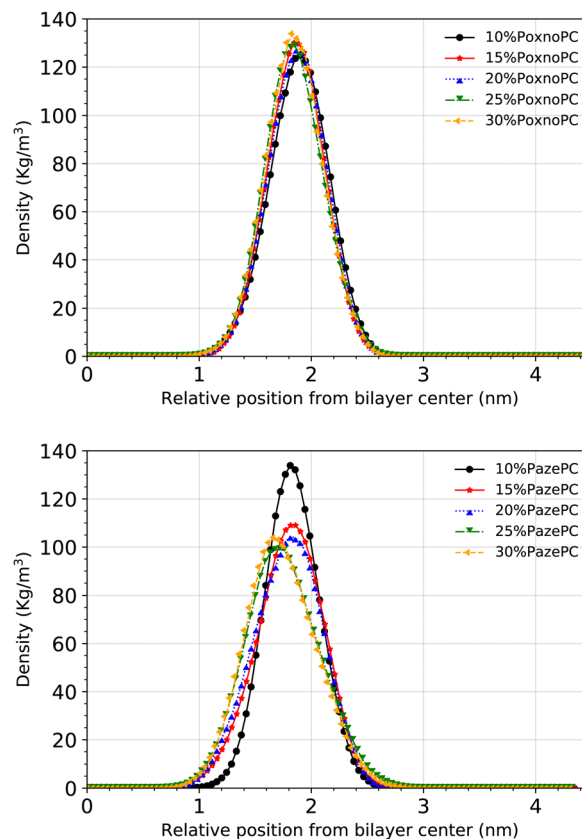 140
120
100
80
60
40
20
0
Density (Kg/m³)
10%PoxnoPC
15%PoxnoPC
20%PoxnoPC
25%PoxnoPC
30%PoxnoPC
0 1 2 3 4
Relative position from bilayer center (nm)
140
120
100
80
60
40
20
0
Density (Kg/m³)
10%PazePC
15%PazePC
20%PazePC
25%PazePC
30%PazePC
0 1 2 3 4
Relative position from bilayer center (nm)